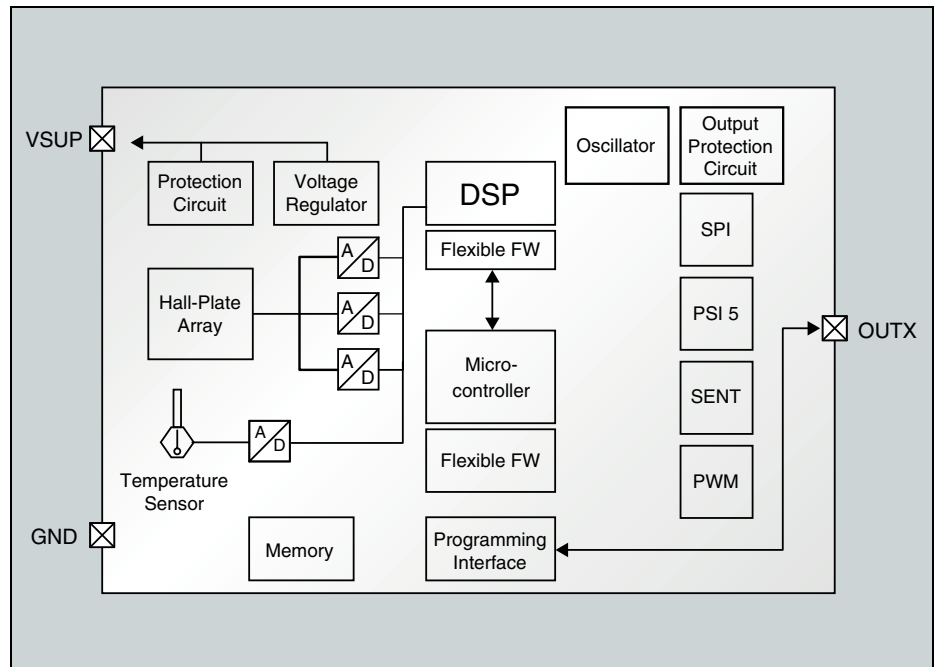 VSUP
Protection
Circuit
Voltage
Regulator
DSP
Oscillator
Output
Protection
Circuit
Flexible FW
SPI
A
D
Hall-Plate
Array
A
D
PSI 5
OUTX
A
D
Micro-
controller
SENT
A
D
Flexible FW
PWM
Temperature
Sensor
GND
Memory
Programming
Interface